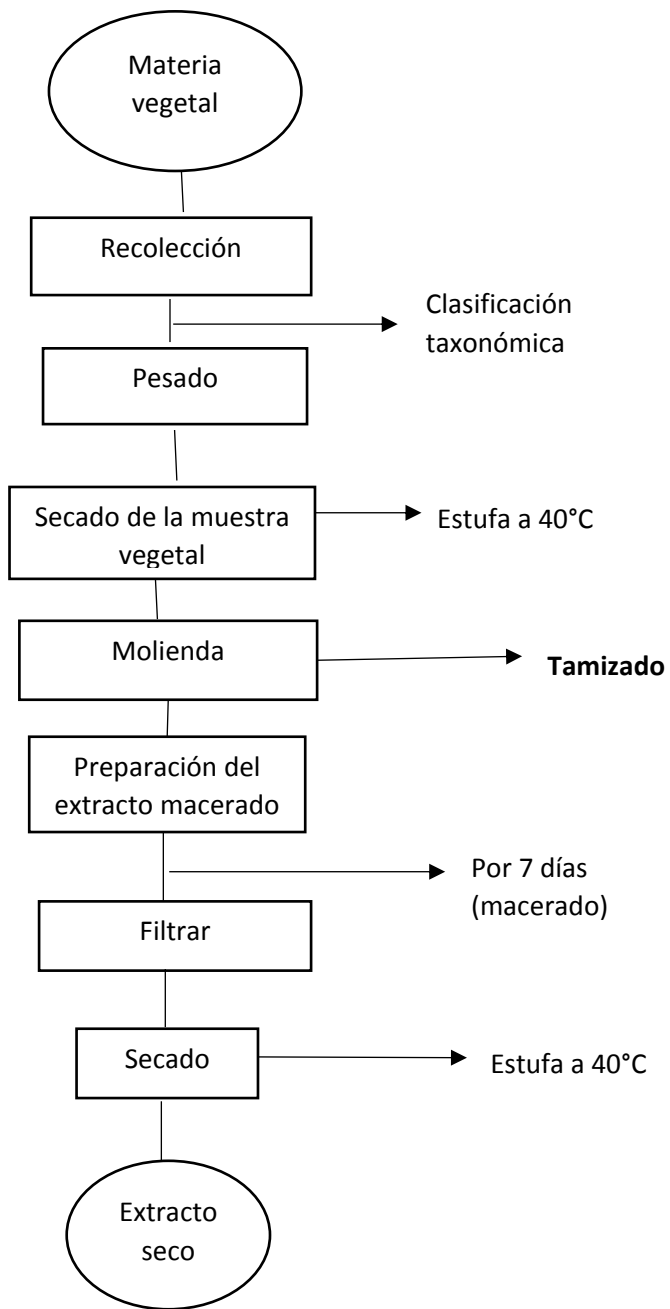 Materia
vegetal
Recolección
Clasificación
taxonómica
Pesado
Secado de la muestra
vegetal
Estufa a 40°C
Molienda
Tamizado
Preparación del
extracto macerado
Por 7 días
(macerado)
Filtrar
Secado
Estufa a 40°C
Extracto
seco